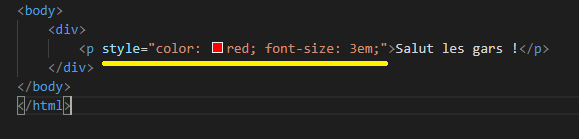 <body>
<div>
<p style="color: red; font-size: 3em;">Salut les gars !</p>
</div>
</body>
</html>